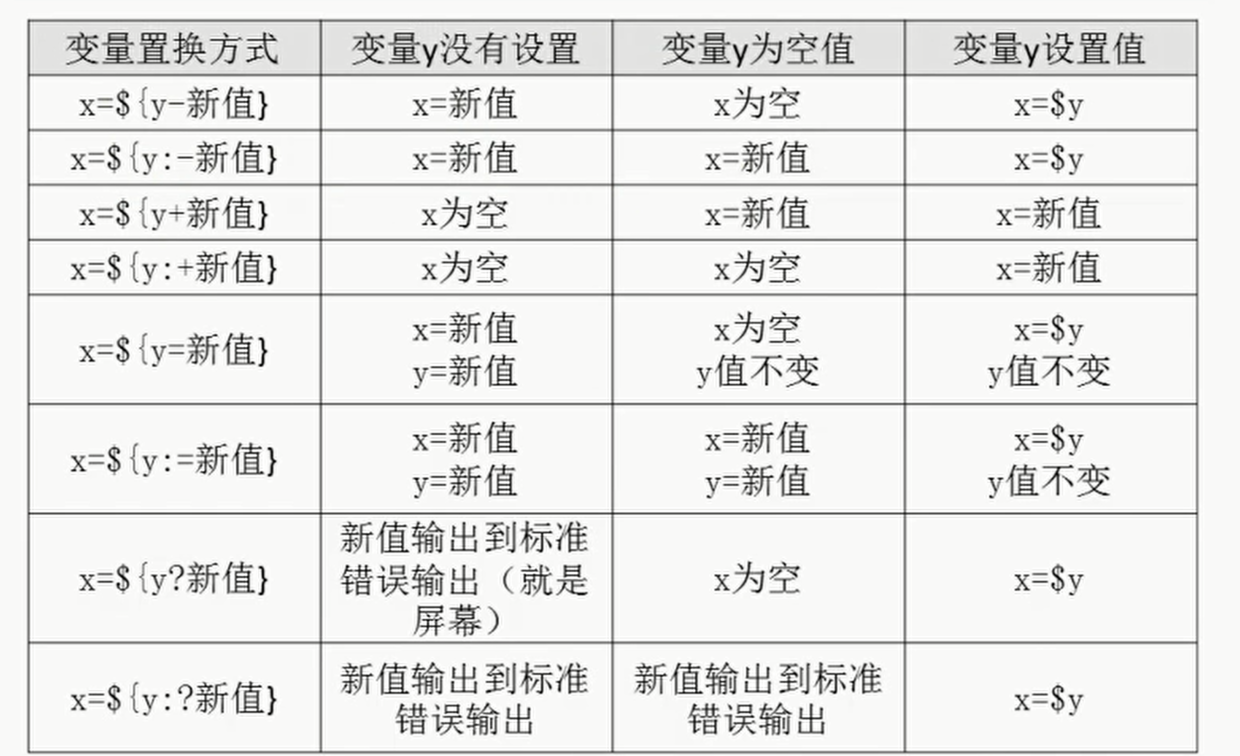 变量置换方式 变量y没有设置 变量y为空值 变量y设置值
x=${y-新值} x=新值 x为空 x=$y
x=${y:-新值} x=新值 x=新值 x=$y
x=${y+新值} x为空 x=新值 x=新值
x=${y:+新值} x为空 x为空 x=新值
x=${y=新值} x=新值 x为空 x=$y
y=新值 y值不变 y值不变
x=${y:=新值} x=新值 x=新值 x=$y
y=新值 y=新值 y值不变
x=${y?新值} 新值输出到标准
错误输出（就是
屏幕） x为空 x=$y
x=${y:?新值} 新值输出到标准
错误输出 新值输出到标准
错误输出 x=$y